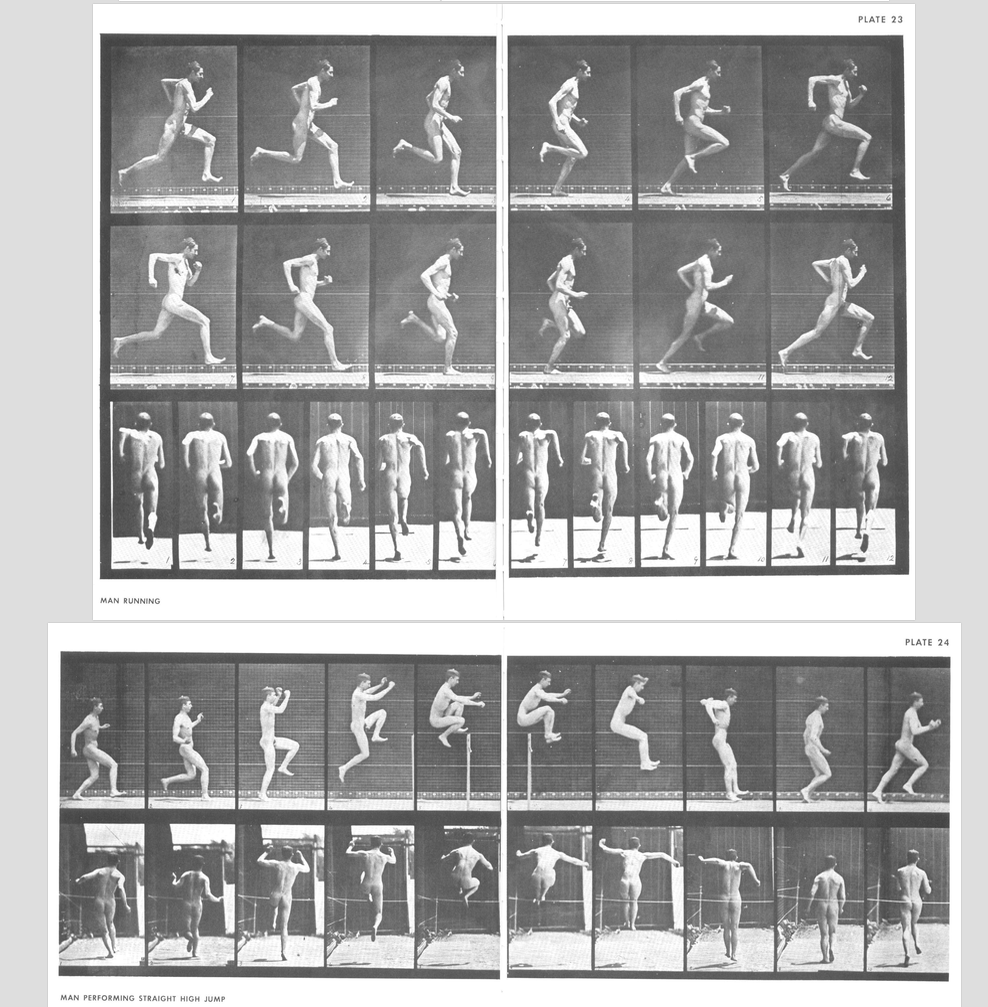 PLATE 23
MAN RUNNING
PLATE 24
MAN PERFORMING STRAIGHT HIGH JUMP